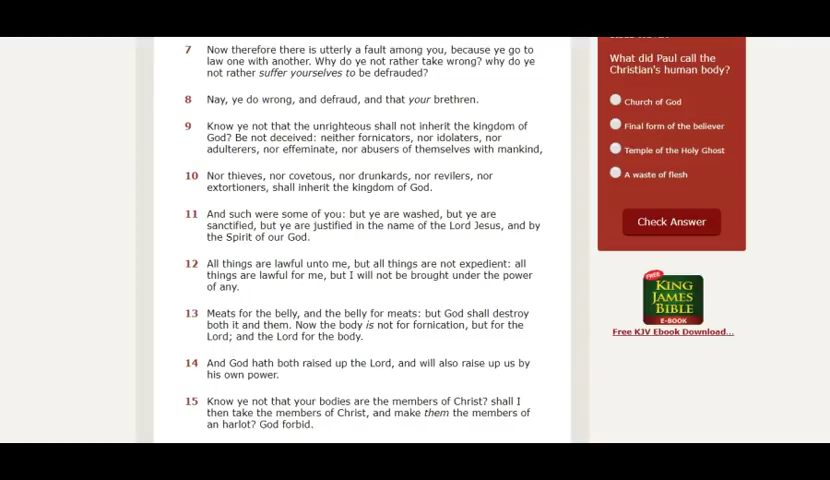 7 Now therefore there is utterly a fault among you, because ye go to
law one with another. Why do ye not rather take wrong? why do ye
not rather suffer yourselves to be defrauded?
8 Nay, ye do wrong, and defraud, and that your brethren.
9 Know ye not that the unrighteous shall not inherit the kingdom of
God? Be not deceived: neither fornicators, nor idolaters, nor
adulterers, nor effeminate, nor abusers of themselves with mankind,
10 Nor thieves, nor covetous, nor drunkards, nor revilers, nor
extortioners, shall inherit the kingdom of God.
11 And such were some of you: but ye are washed, but ye are
sanctified, but ye are justified in the name of the Lord Jesus, and by
the Spirit of our God.
12 All things are lawful unto me, but all things are not expedient: all
things are lawful for me, but I will not be brought under the power
of any.
13 Meats for the belly, and the belly for meats: but God shall destroy
both it and them. Now the body is not for fornication, but for the
Lord; and the Lord for the body.
14 And God hath both raised up the Lord, and will also raise up us by
his own power.
15 Know ye not that your bodies are the members of Christ? shall I
then take the members of Christ, and make them the members of
an harlot? God forbid.
What did Paul call the
Christian's human body?
Church of God
Final form of the believer
Temple of the Holy Ghost
A waste of flesh
Check Answer
FREE
KING
JAMES
BIBLE
E-BOOK
Free KJV Ebook Download...